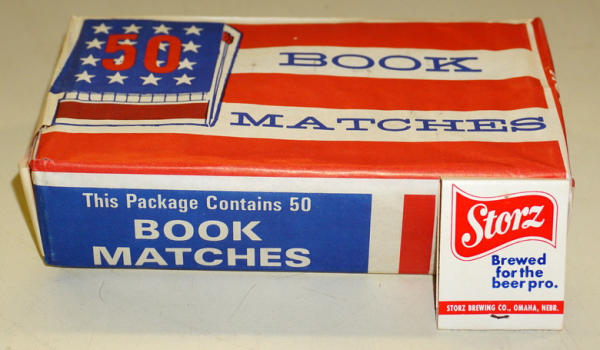 50
BOOK
MATCHES
This Package Contains 50
BOOK
MATCHES
Storz
Brewed
for the
beer pro.
STORZ BREWING CO., OMAHA, NEBR.